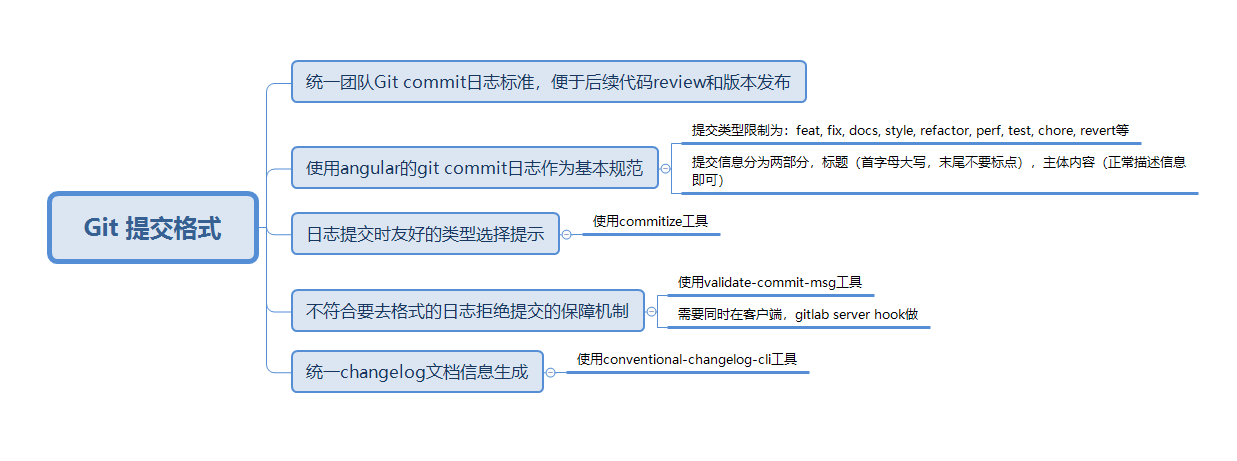 Git 提交格式
统一团队Git commit日志标准，便于后续代码review和版本发布
使用angular的git commit日志作为基本规范
提交类型限制为：feat, fix, docs, style, refactor, perf, test, chore, revert等
提交信息分为两部分，标题（首字母大写，末尾不要标点），主体内容（正常描述信息
即可）
日志提交时友好的类型选择提示
使用commitize工具
不符合要去格式的日志拒绝提交的保障机制
使用validate-commit-msg工具
需要同时在客户端，gitlab server hook做
统一changelog文档信息生成
使用conventional-changelog-cli工具